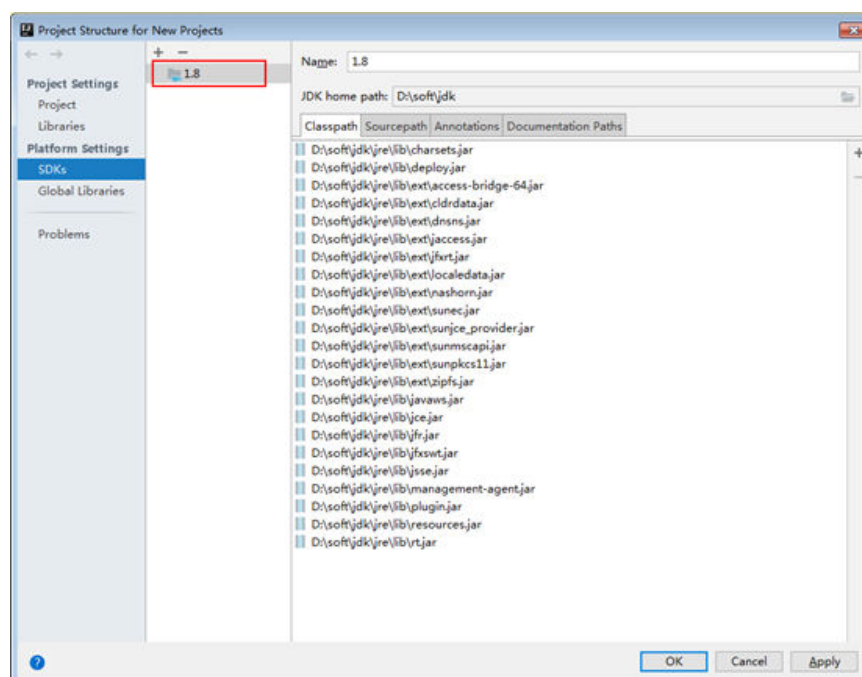 Project Structure for New Projects
Project Settings
Project
Libraries
Platform Settings
SDKs
Global Libraries
Problems
1.8
Name: 1.8
JDK home path: D:\soft\jdk
Classpath Sourcepath Annotations Documentation Paths
D:\soft\jdk\jre\lib\charsets.jar
D:\soft\jdk\jre\lib\deploy.jar
D:\soft\jdk\jre\lib\ext\access-bridge-64.jar
D:\soft\jdk\jre\lib\ext\cldrdata.jar
D:\soft\jdk\jre\lib\ext\dnsns.jar
D:\soft\jdk\jre\lib\ext\jaccess.jar
D:\soft\jdk\jre\lib\ext\jfxrt.jar
D:\soft\jdk\jre\lib\ext\localedata.jar
D:\soft\jdk\jre\lib\ext\nashorn.jar
D:\soft\jdk\jre\lib\ext\sunec.jar
D:\soft\jdk\jre\lib\ext\sunjce_provider.jar
D:\soft\jdk\jre\lib\ext\sunmscapi.jar
D:\soft\jdk\jre\lib\ext\sunpkcs11.jar
D:\soft\jdk\jre\lib\ext\zipfs.jar
D:\soft\jdk\jre\lib\javaws.jar
D:\soft\jdk\jre\lib\jce.jar
D:\soft\jdk\jre\lib\jfr.jar
D:\soft\jdk\jre\lib\jfxswt.jar
D:\soft\jdk\jre\lib\jsse.jar
D:\soft\jdk\jre\lib\management-agent.jar
D:\soft\jdk\jre\lib\plugin.jar
D:\soft\jdk\jre\lib\resources.jar
D:\soft\jdk\jre\lib\rt.jar
OK Cancel Apply